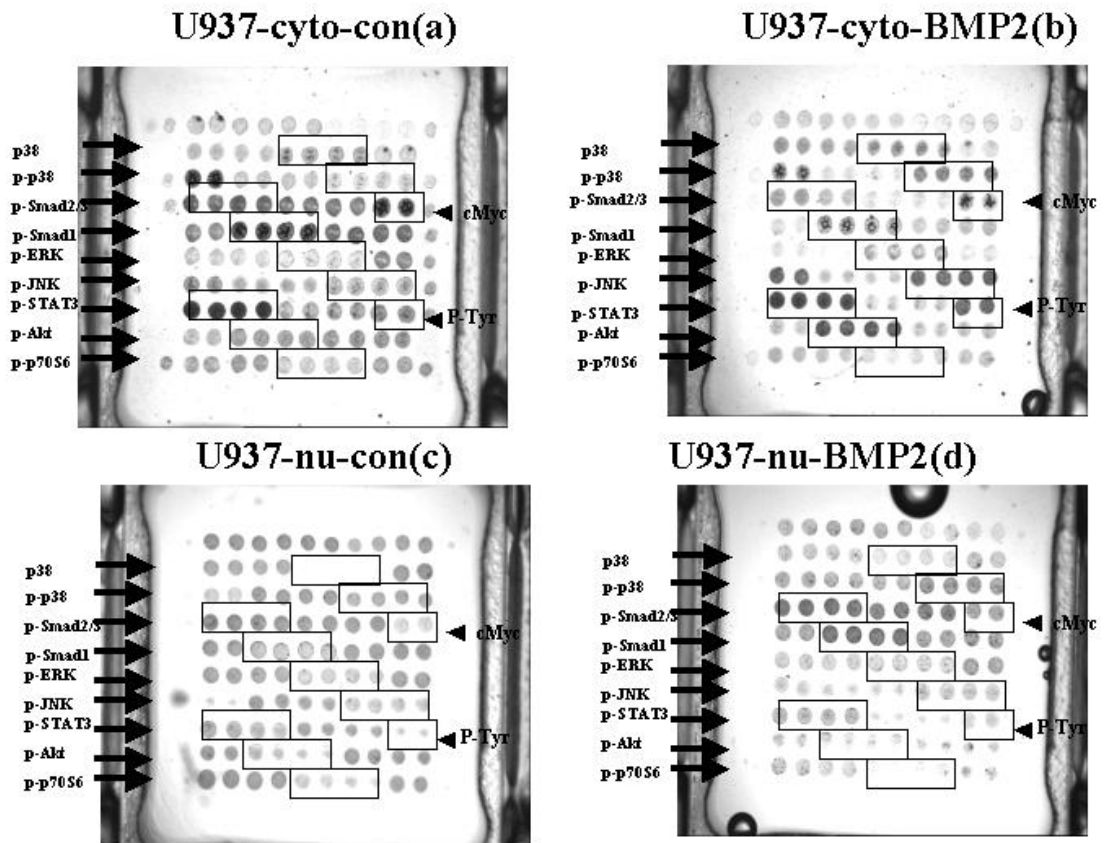 U937-cyto-con(a)
p38
p-p38
p-Smad2/3
p-Smad1
p-ERK
p-JNK
p-STAT3
p-Akt
p-p70S6
cMyc
P-Tyr
U937-cyto-BMP2(b)
p38
p-p38
p-Smad2/3
p-Smad1
p-ERK
p-JNK
p-STAT3
p-Akt
p-p70S6
cMyc
P-Tyr
U937-nu-con(c)
p38
p-p38
p-Smad2/3
p-Smad1
p-ERK
p-JNK
p-STAT3
p-Akt
p-p70S6
cMyc
P-Tyr
U937-nu-BMP2(d)
p38
p-p38
p-Smad2/3
p-Smad1
p-ERK
p-JNK
p-STAT3
p-Akt
p-p70S6
cMyc
P-Tyr